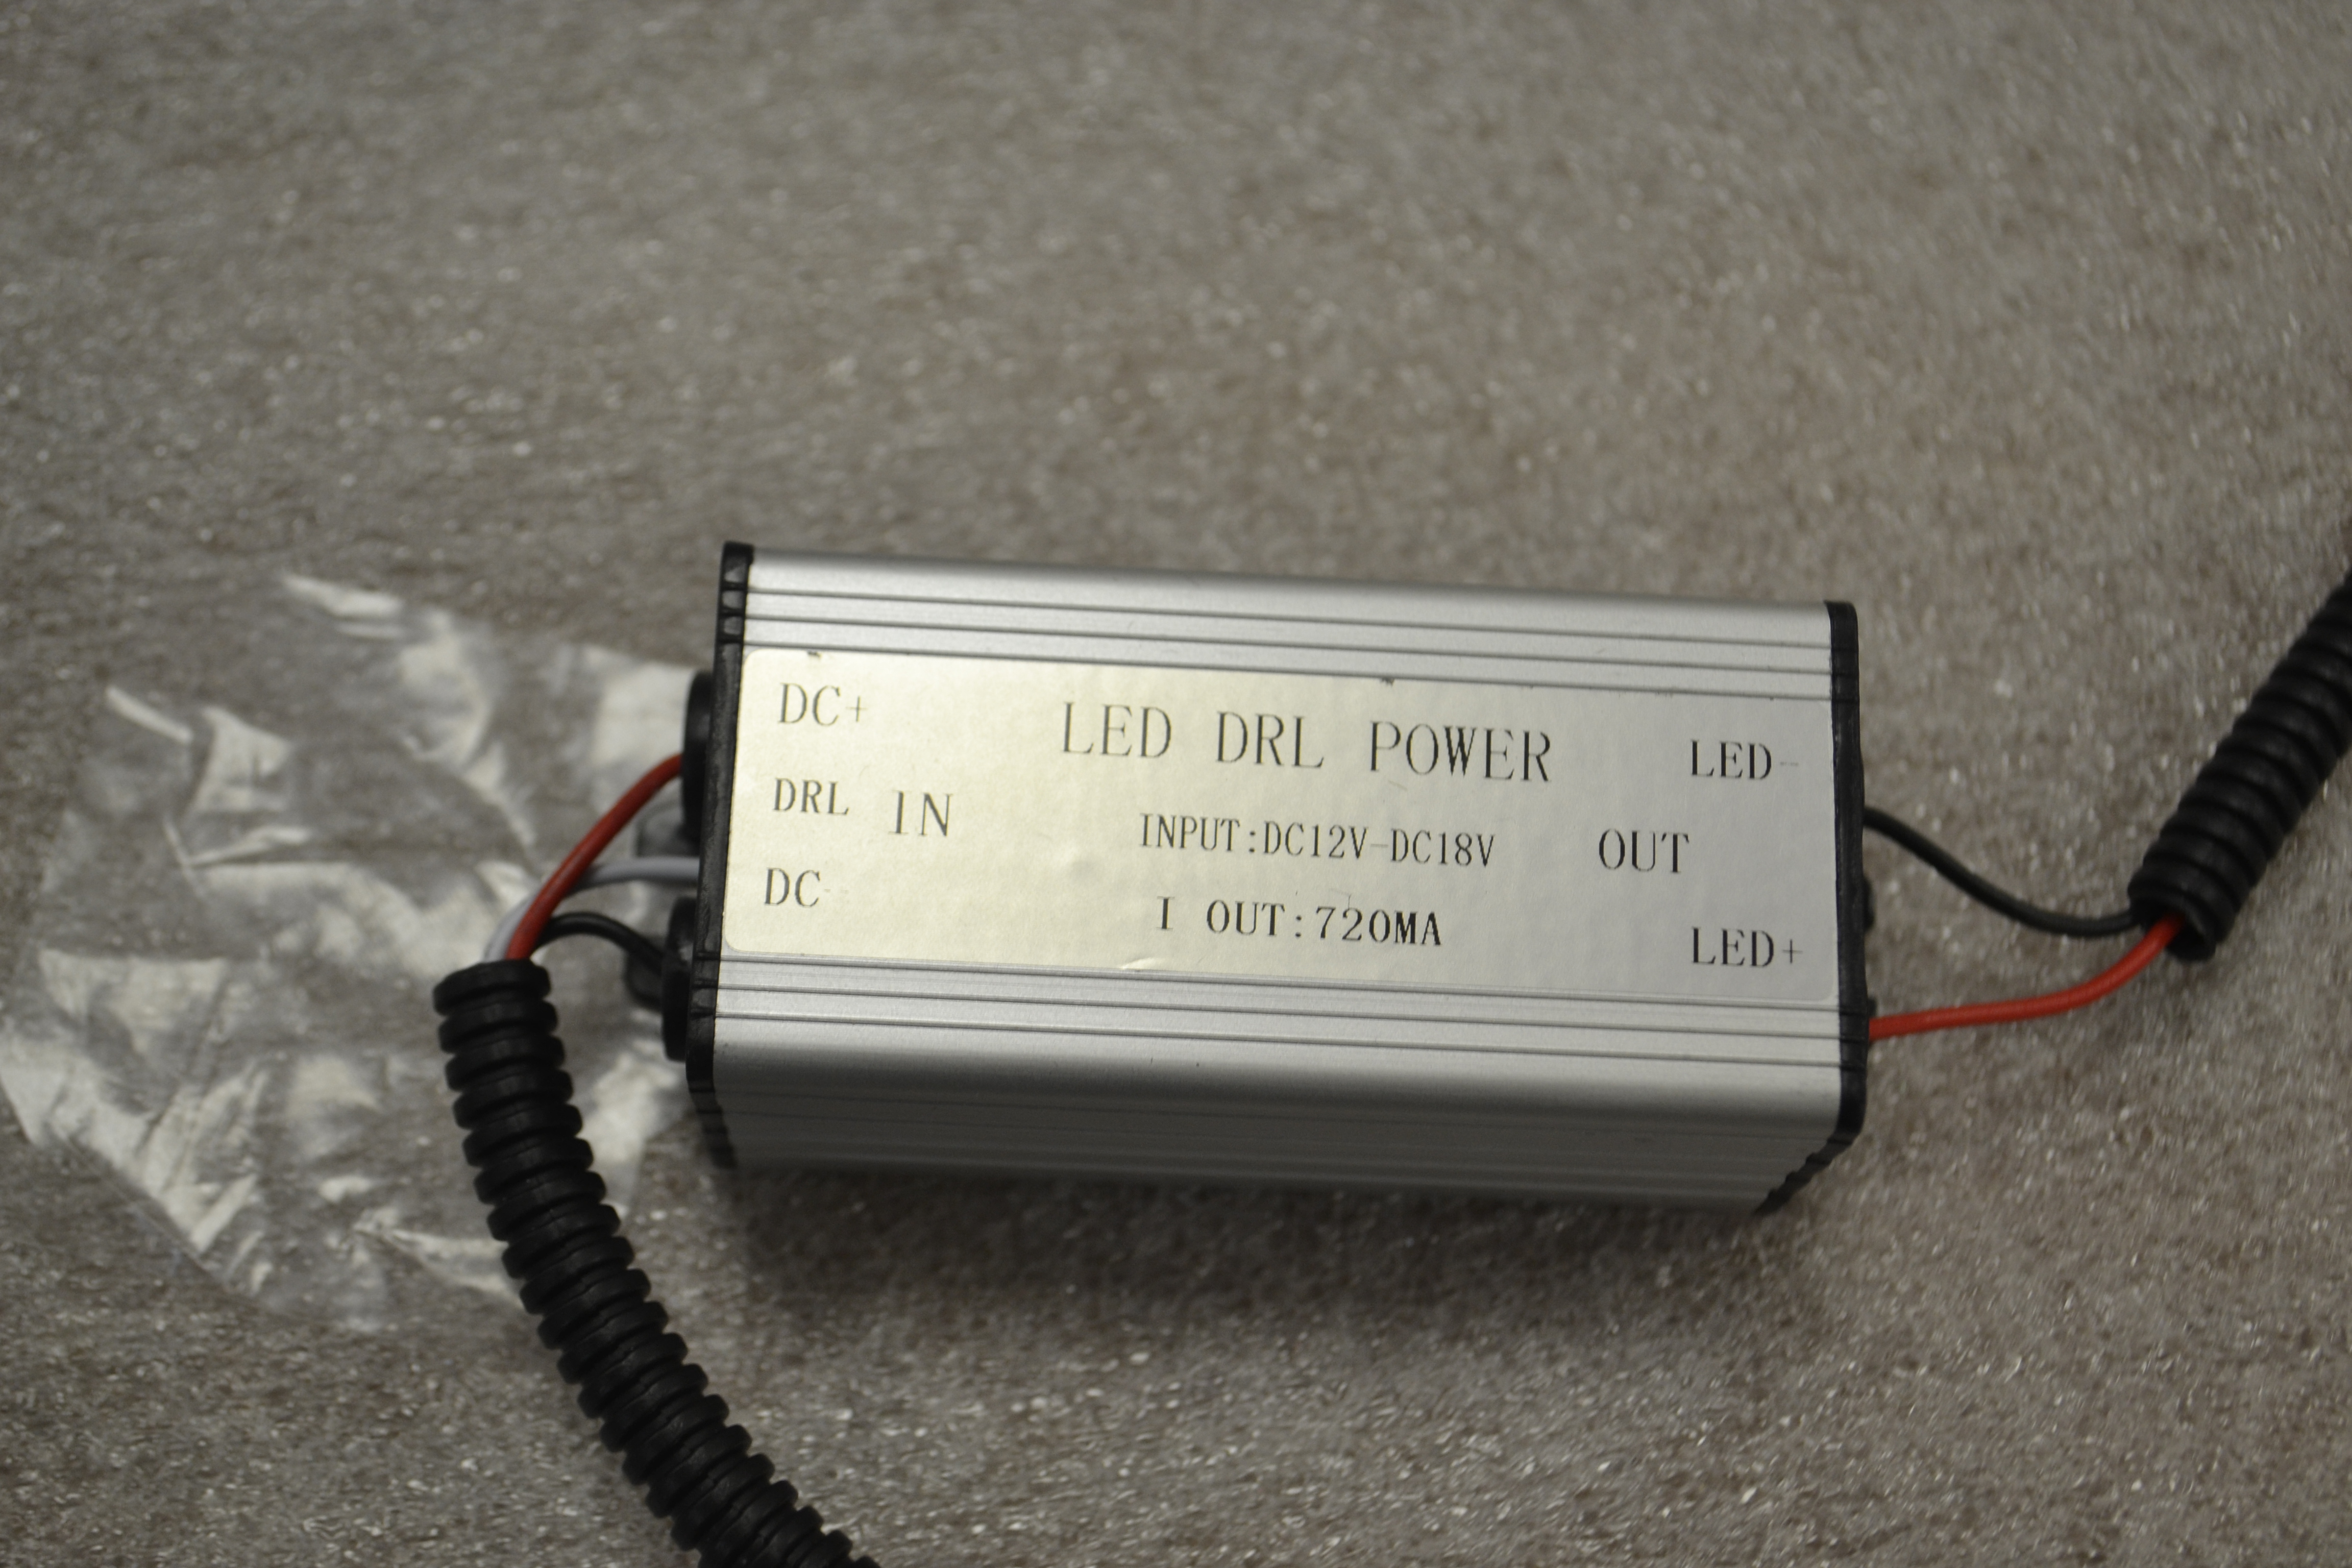 DC+
LED DRL POWER
LED-
DRL IN
INPUT:DC12V-DC18V
OUT
DC-
I OUT:720MA
LED+